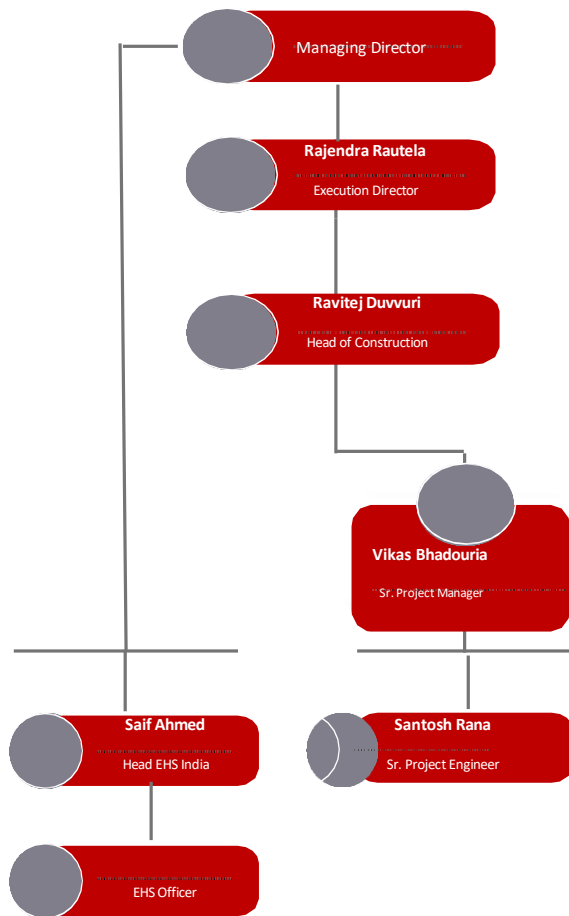 Managing Director
Rajendra Rautela
Execution Director
Ravitej Duvvuri
Head of Construction
Vikas Bhadouria
Sr. Project Manager
Saif Ahmed
Head EHS India
Santosh Rana
Sr. Project Engineer
EHS Officer